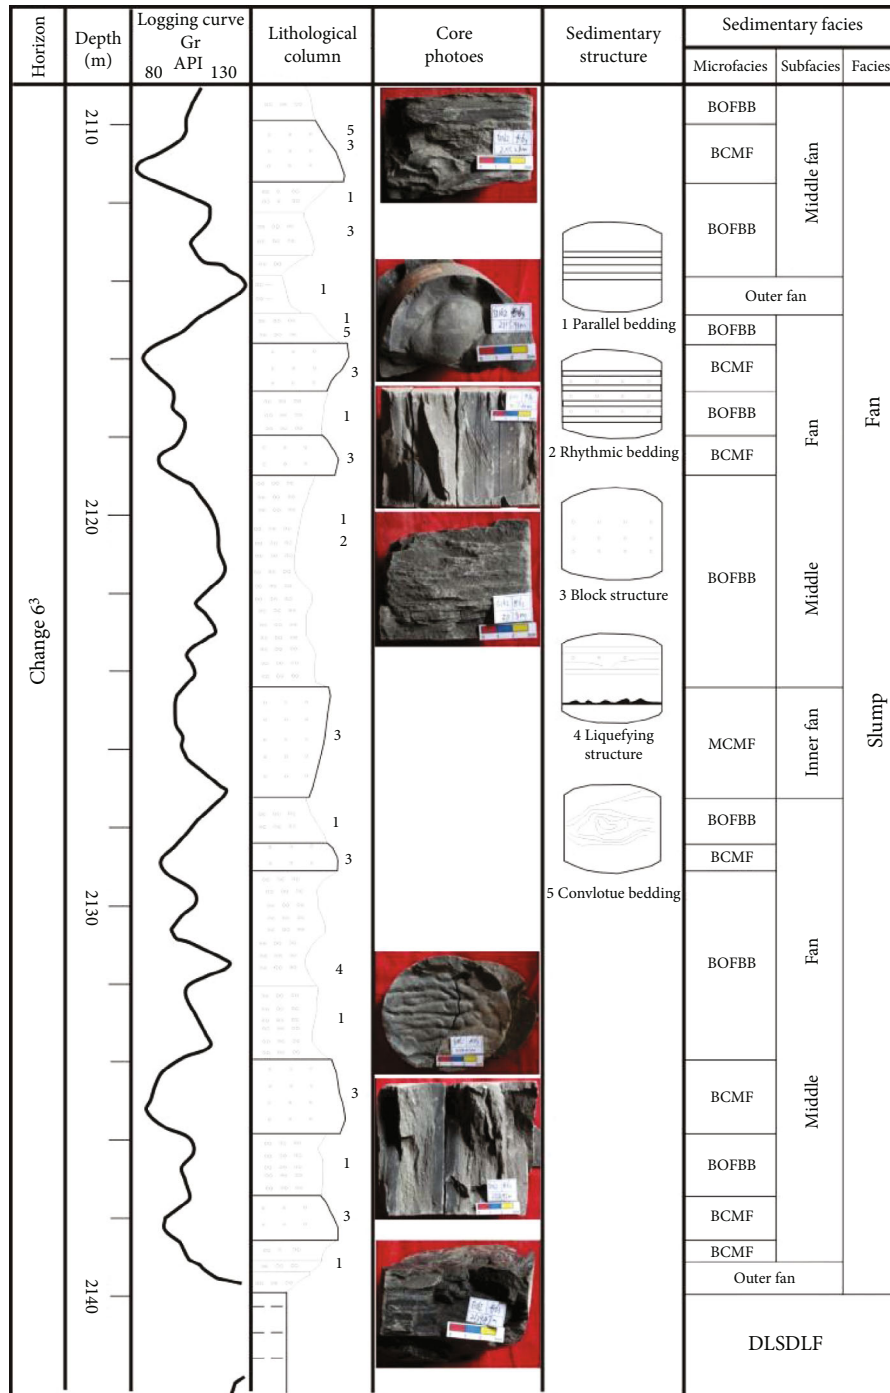 Horizon
Depth
(m)
Logging curve
Gr
API
80 130
Lithological
column
Core
photoes
Sedimentary
structure
Sedimentary facies
Microfacies
Subfacies
Facies
Change 6³
2110
2120
2130
2140
5
3
1
3
1
1
5
3
1
3
1
2
3
1
3
4
1
3
1
3
1
1 Parallel bedding
2 Rhythmic bedding
3 Block structure
4 Liquefying
structure
5 Convlotue bedding
BOFBB
BCMF
BOFBB
Outer fan
BOFBB
BCMF
BOFBB
BCMF
BOFBB
MCMF
BOFBB
BCMF
BOFBB
BCMF
BOFBB
BCMF
BCMF
Outer fan
Middle fan
Fan
Middle
Inner fan
Fan
Middle
Fan
Slump
DLSDLF